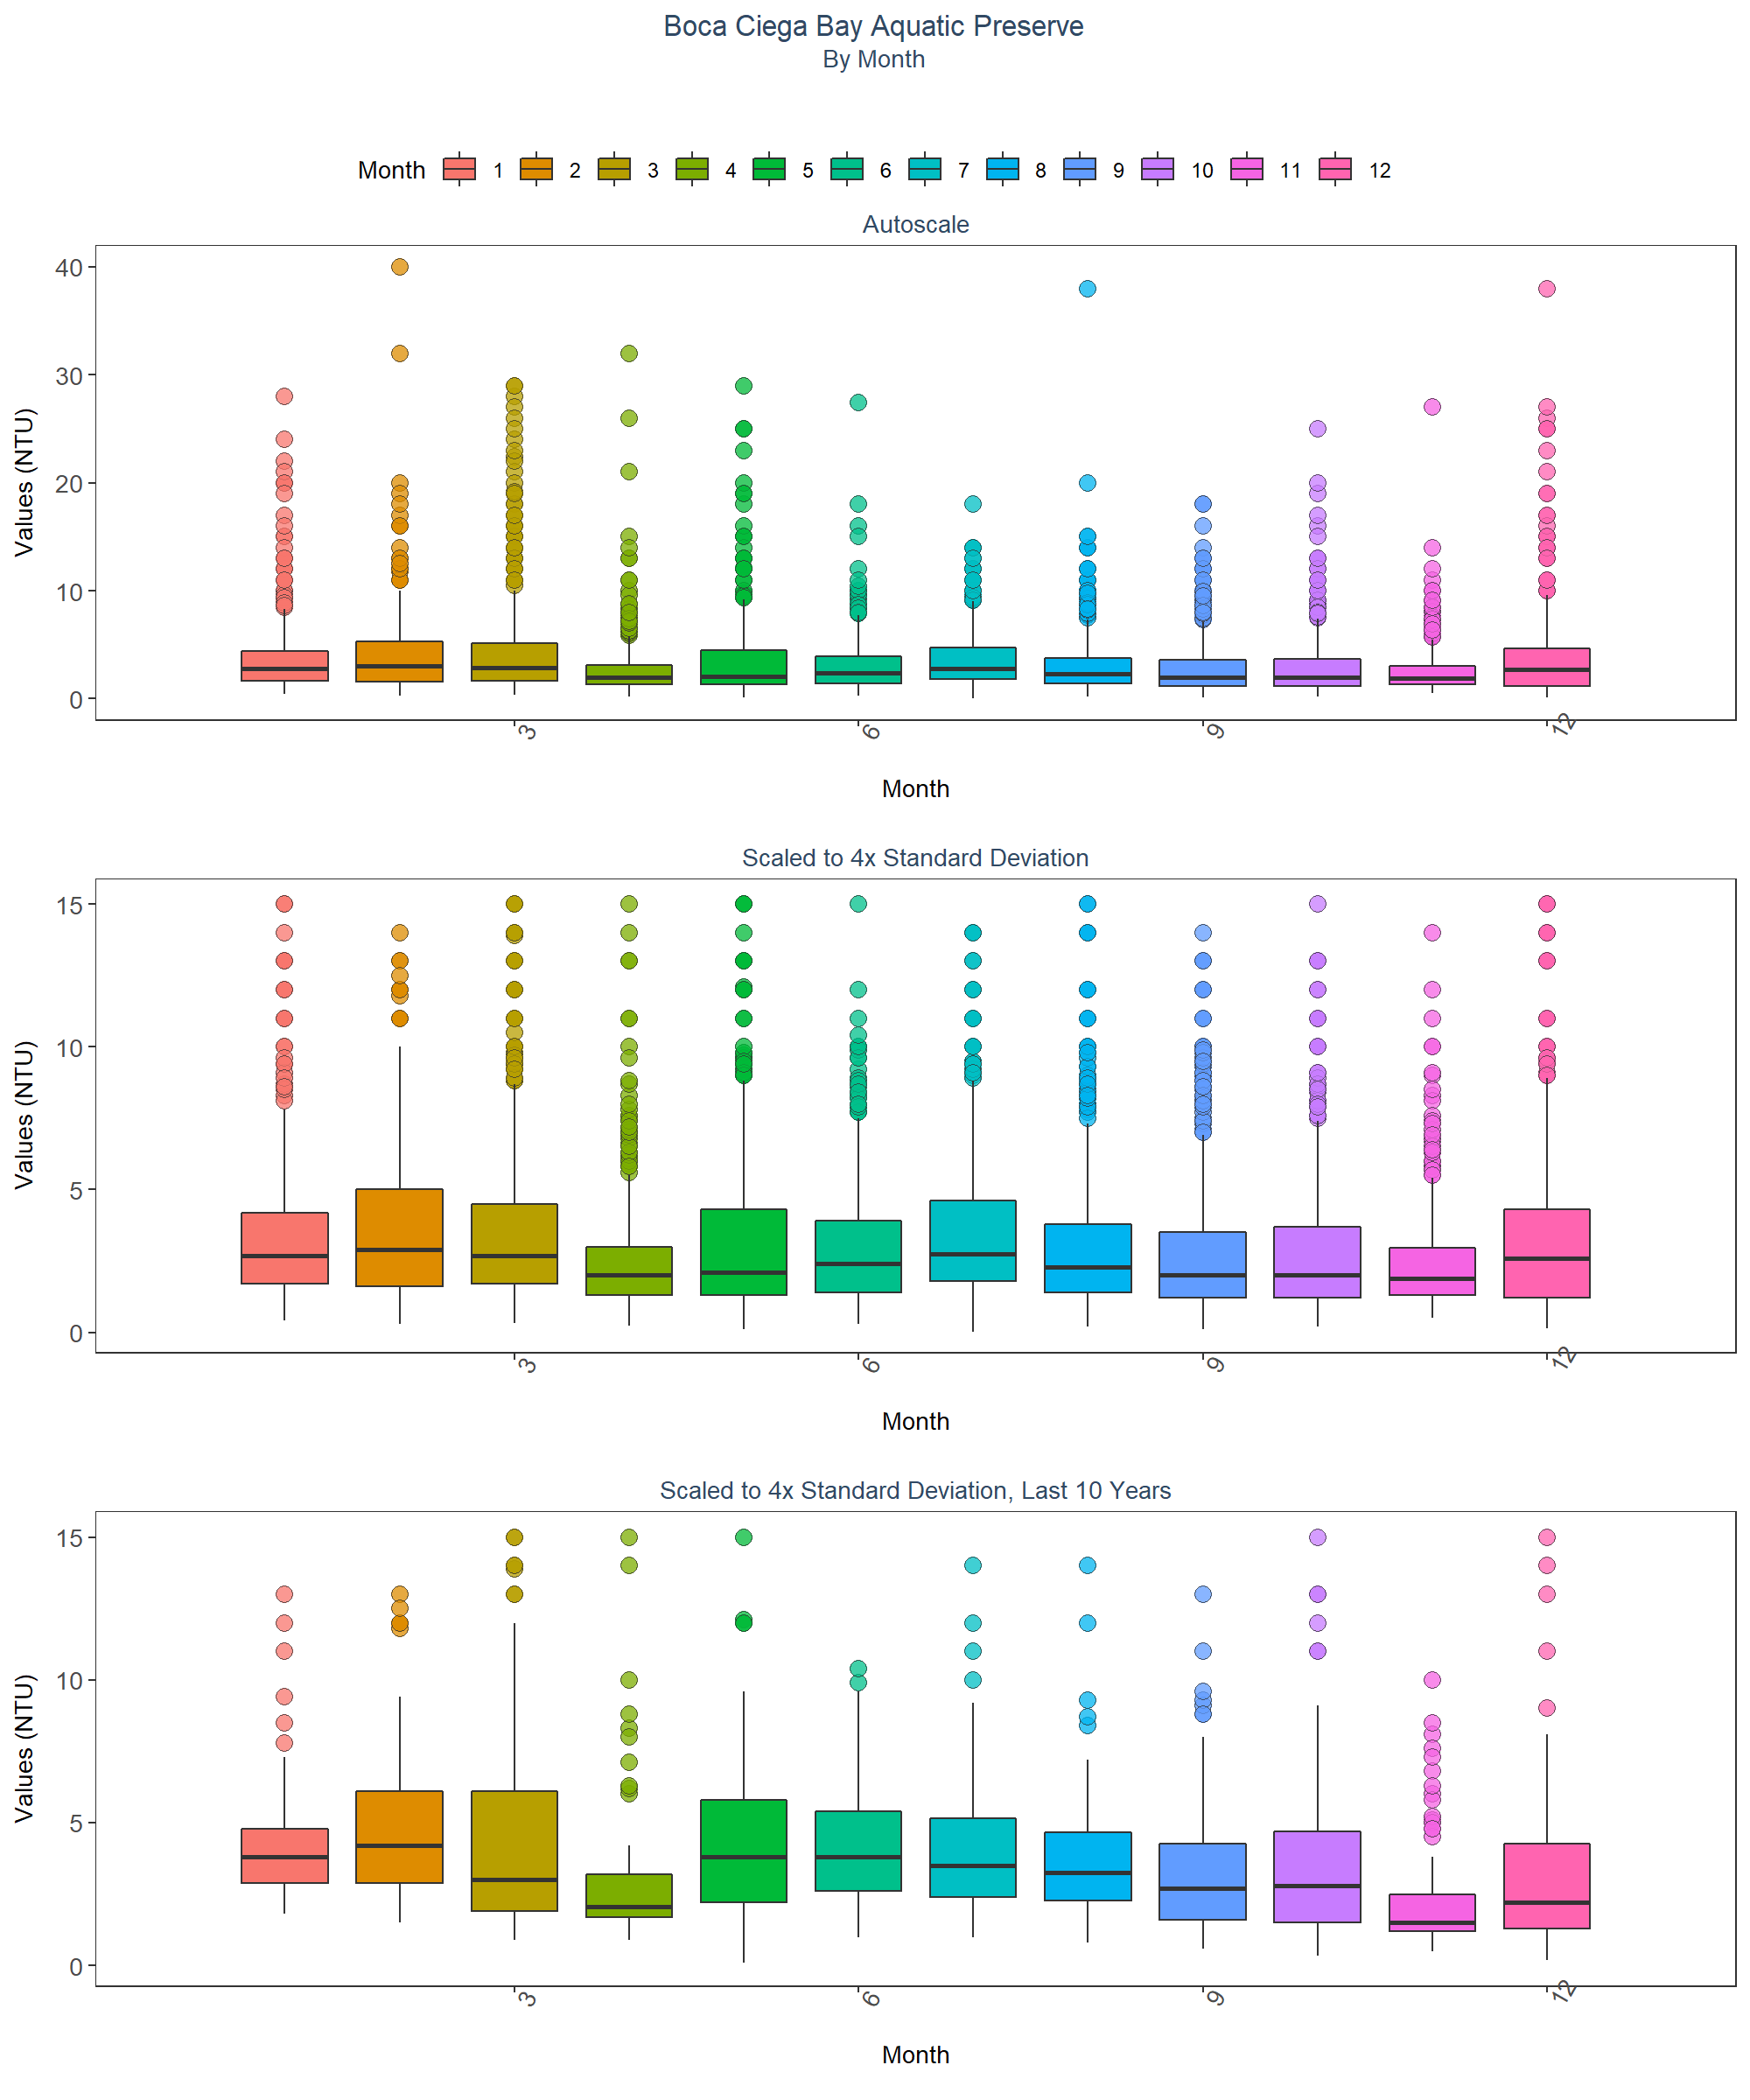 Boca Ciega Bay Aquatic Preserve
By Month
Month 1 2 3 4 5 6 7 8 9 10 11 12
Autoscale
Values (NTU)
40
30
20
10
0
3 6 9 12
Month
Scaled to 4x Standard Deviation
Values (NTU)
15
10
5
0
3 6 9 12
Month
Scaled to 4x Standard Deviation, Last 10 Years
Values (NTU)
15
10
5
0
3 6 9 12
Month